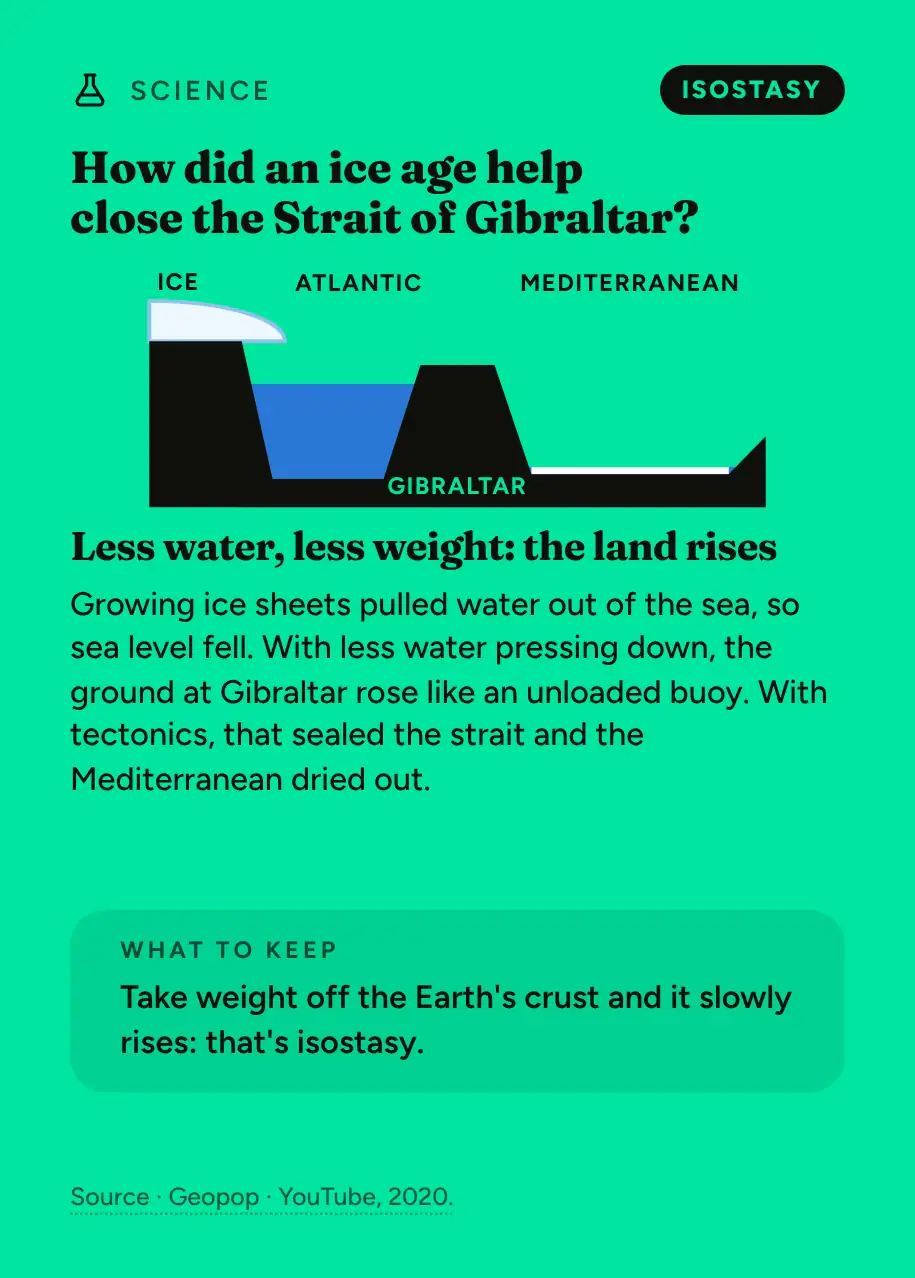 SCIENCE
ISOSTASY
How did an ice age help
close the Strait of Gibraltar?
ICE
ATLANTIC
MEDITERRANEAN
GIBRALTAR
Less water, less weight: the land rises
Growing ice sheets pulled water out of the sea, so
sea level fell. With less water pressing down, the
ground at Gibraltar rose like an unloaded buoy. With
tectonics, that sealed the strait and the
Mediterranean dried out.
WHAT TO KEEP
Take weight off the Earth's crust and it slowly
rises: that's isostasy.
Source · Geopop · YouTube, 2020.